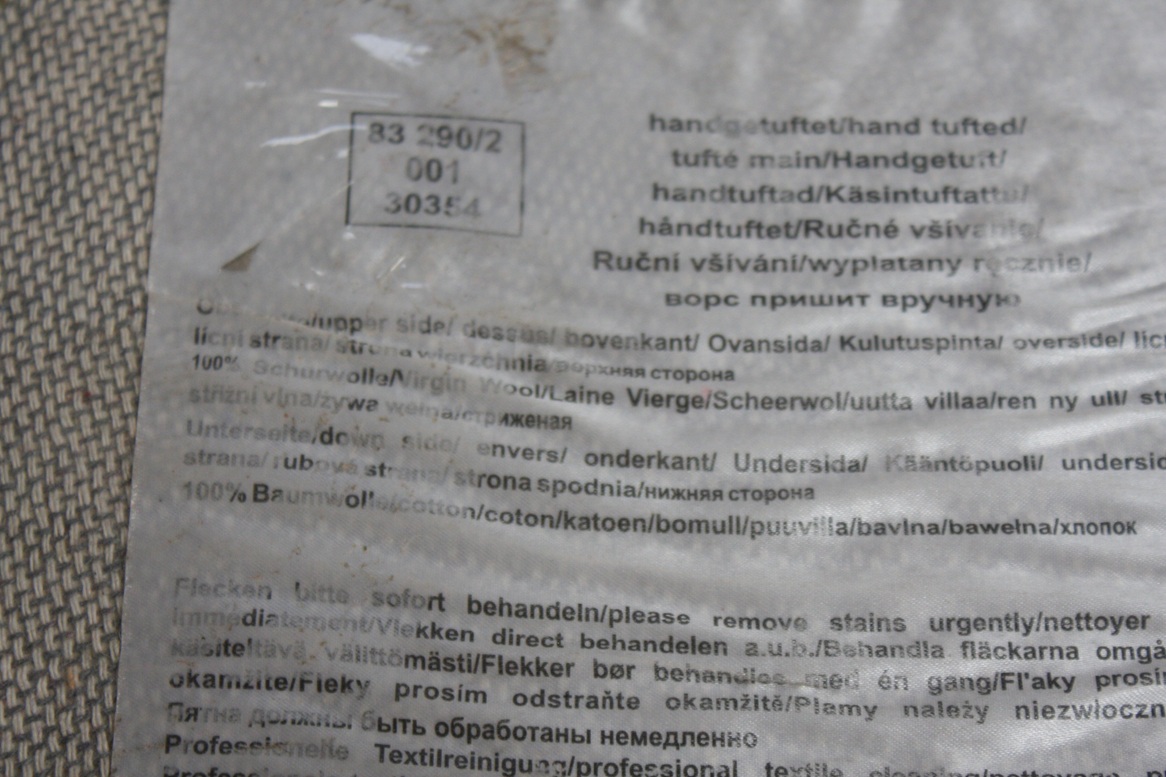 83 290/2
001
30354
handgetuftet/hand tufted/
tufté main/Handgetuft/
handtuftad/Käsintuftattu/
håndtuftet/Ručné všívanie/
Ruční všívání/wyplatany ręcznie/
ворс пришит вручную
side/ dessus/ bovenkant/ Ovansida/ Kulutuspinta/ overside/
lícní strana/ strona wierzchnia/верхняя сторона
100% Schurwolle/Virgin Wool/Laine Vierge/Scheerwol/uutta villaa/ren ny ull/
strižní vlna/żywa wełna/стриженая
Unterseite/down side/ envers/ onderkant/ Undersida/ Kääntöpuoli/
strana/ rubová strana/ strona spodnia/нижняя сторона
100% Baumwolle/cotton/coton/katoen/bomull/puuvilla/bavlna/bawełna/хлопок
Flecken bitte sofort behandeln/please remove stains urgently/nettoyer
immédiatement/Vlekken direct behandelen a.u.b./Behandla fläckarna
käsiteltävä välittömästi/Flekker bør behandles med én gang/Fl'aky
okamžite/Fleky prosím odstraňte okamžitě/Plamy należy
Пятна должны быть обработаны немедленно
Professionelle Textilreinigung/professional textile cleaning/nettoyage